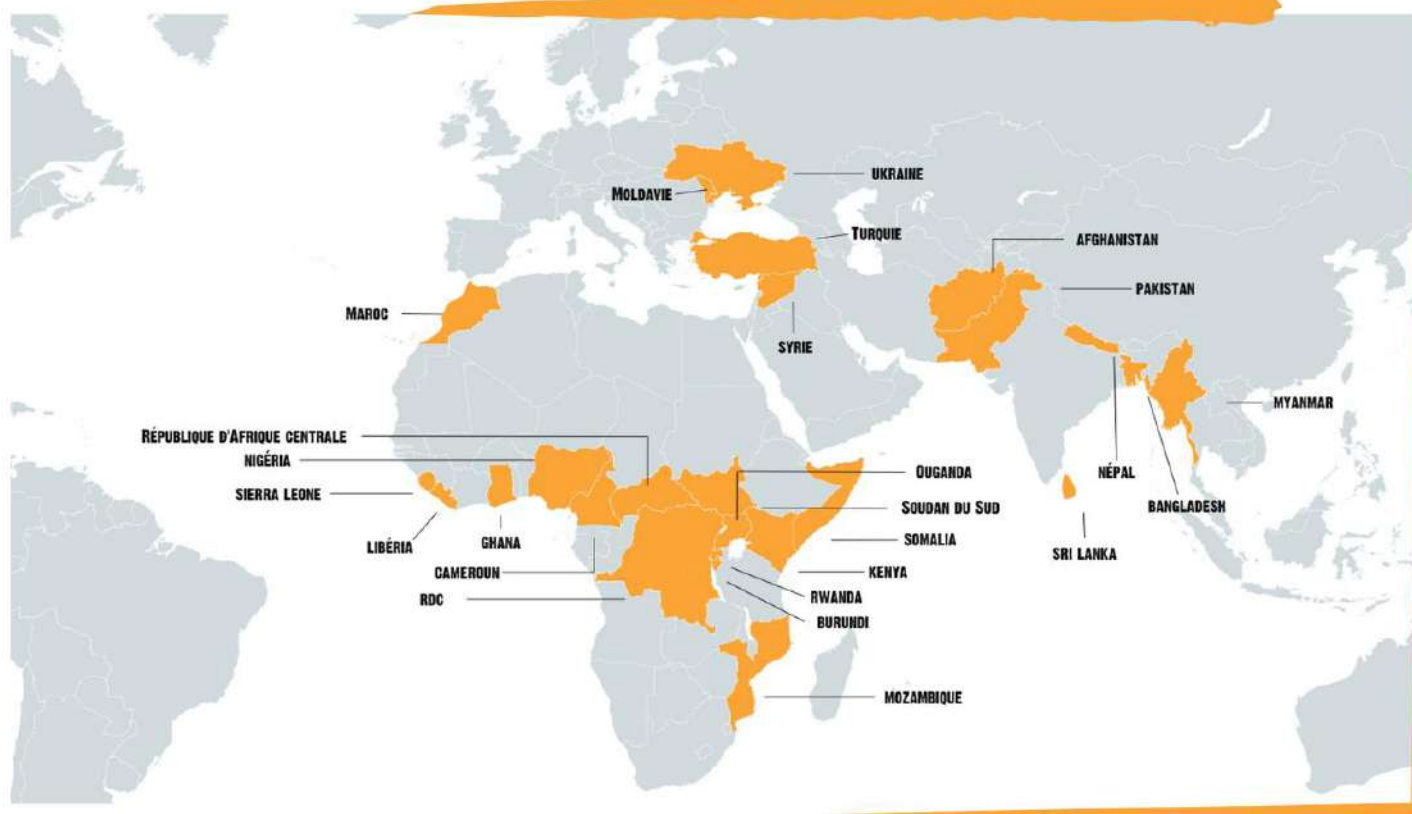 UKRAINE
MOLDAVIE
TURQUIE
AFGHANISTAN
PAKISTAN
MAROC
SYRIE
MYANMAR
RÉPUBLIQUE D'AFRIQUE CENTRALE
NIGÉRIA
OUGANDA
NÉPAL
SIERRA LEONE
SOUDAN DU SUD
BANGLADESH
LIBÉRIA
GHANA
SOMALIA
SRI LANKA
CAMEROUN
KENYA
RDC
RWANDA
BURUNDI
MOZAMBIQUE